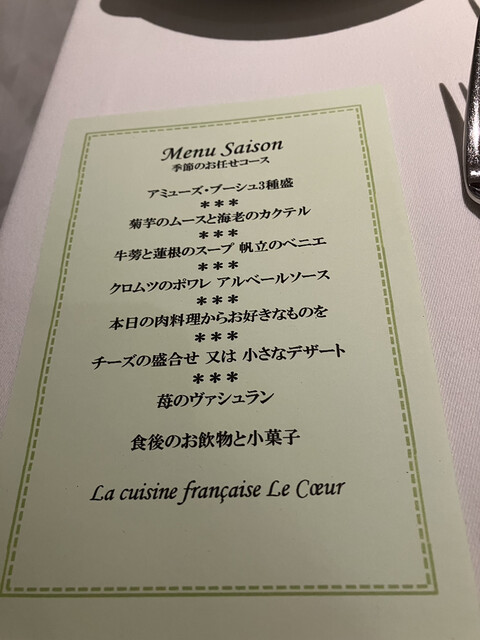 Menu Saison
季節のお任せコース
アミューズ・ブーシュ3種盛
***
菊芋のムースと海老のカクテル
***
牛蒡と蓮根のスープ 帆立のベニエ
***
クロムツのポワレ アルベールソース
***
本日の肉料理からお好きなものを
***
チーズの盛合せ 又は 小さなデザート
***
苺のヴァシュラン
食後のお飲物と小菓子
La cuisine française Le Cœur